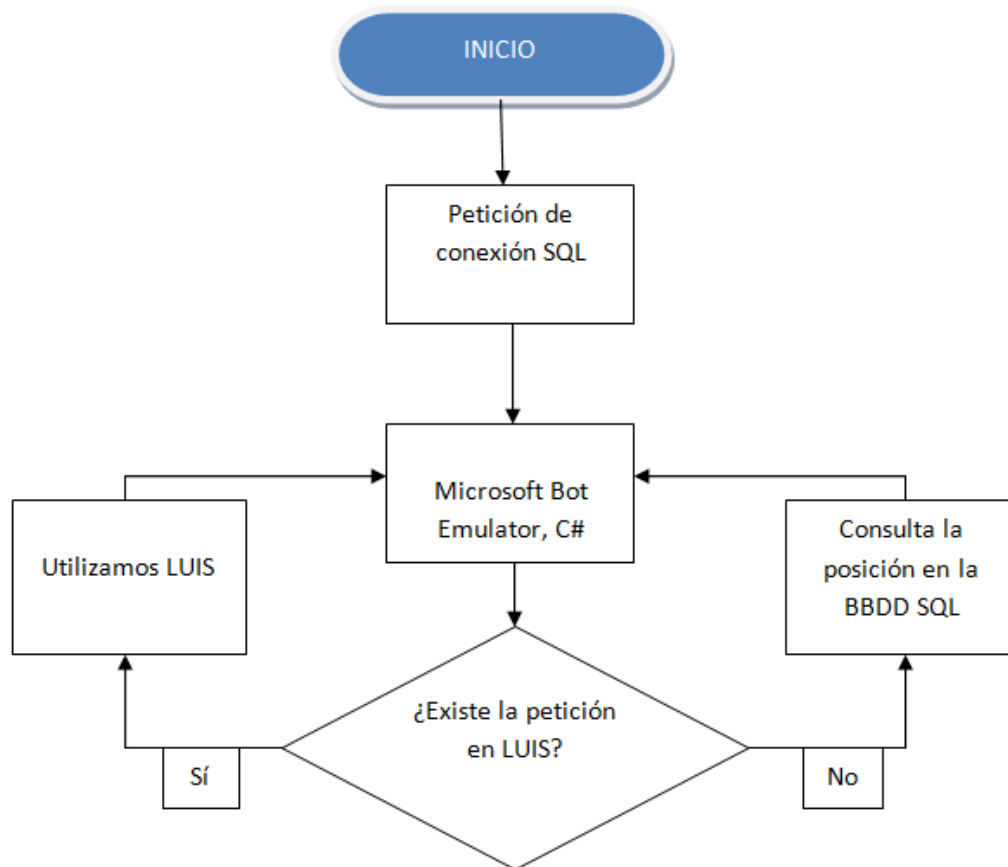 INICIO
Petición de
conexión SQL
Microsoft Bot
Emulator, C#
Utilizamos LUIS
Consulta la
posición en la
BBDD SQL
¿Existe la petición
en LUIS?
Sí
No